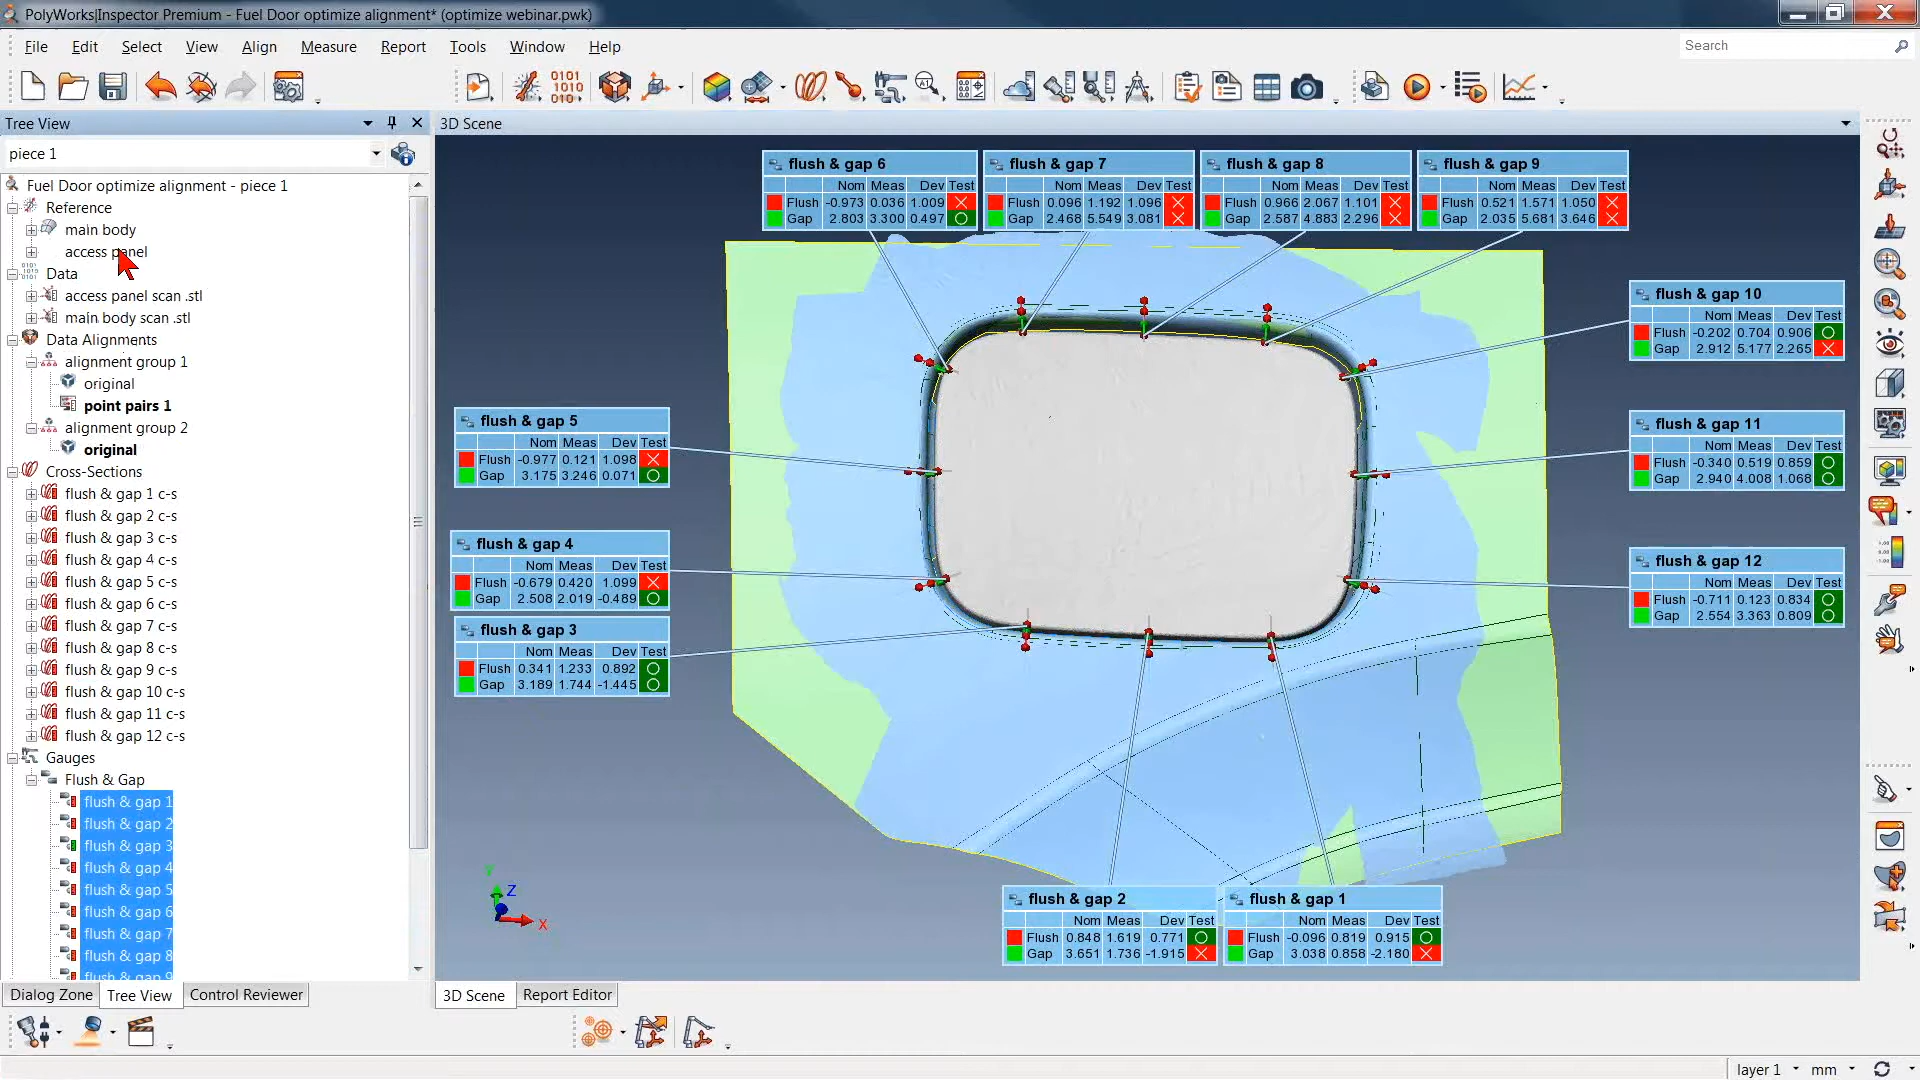 PolyWorks|Inspector Premium - Fuel Door optimize alignment* (optimize webinar.pwk)
File Edit Select View Align Measure Report Tools Window Help
Search
Tree View
3D Scene
piece 1
Fuel Door optimize alignment - piece 1
Reference
main body
access panel
Data
access panel scan .stl
main body scan .stl
Data Alignments
alignment group 1
original
point pairs 1
alignment group 2
original
Cross-Sections
flush & gap 1 c-s
flush & gap 2 c-s
flush & gap 3 c-s
flush & gap 4 c-s
flush & gap 5 c-s
flush & gap 6 c-s
flush & gap 7 c-s
flush & gap 8 c-s
flush & gap 9 c-s
flush & gap 10 c-s
flush & gap 11 c-s
flush & gap 12 c-s
Gauges
Flush & Gap
flush & gap 1
flush & gap 2
flush & gap 3
flush & gap 4
flush & gap 5
flush & gap 6
flush & gap 7
flush & gap 8
flush & gap 9
Dialog Zone Tree View Control Reviewer
flush & gap 6
Nom Meas Dev Test
Flush -0.973 0.036 1.009
Gap 2.803 3.300 0.497
flush & gap 7
Nom Meas Dev Test
Flush 0.096 1.192 1.096
Gap 2.468 5.549 3.081
flush & gap 8
Nom Meas Dev Test
Flush 0.966 2.067 1.101
Gap 2.587 4.883 2.296
flush & gap 9
Nom Meas Dev Test
Flush 0.521 1.571 1.050
Gap 2.035 5.681 3.646
flush & gap 10
Nom Meas Dev Test
Flush -0.202 0.704 0.906
Gap 2.912 5.177 2.265
flush & gap 5
Nom Meas Dev Test
Flush -0.977 0.121 1.098
Gap 3.175 3.246 0.071
flush & gap 11
Nom Meas Dev Test
Flush -0.340 0.519 0.859
Gap 2.940 4.008 1.068
flush & gap 4
Nom Meas Dev Test
Flush -0.679 0.420 1.099
Gap 2.508 2.019 -0.489
flush & gap 12
Nom Meas Dev Test
Flush -0.711 0.123 0.834
Gap 2.554 3.363 0.809
flush & gap 3
Nom Meas Dev Test
Flush 0.341 1.233 0.892
Gap 3.189 1.744 -1.445
flush & gap 2
Nom Meas Dev Test
Flush 0.848 1.619 0.771
Gap 3.651 1.736 -1.915
flush & gap 1
Nom Meas Dev Test
Flush -0.096 0.819 0.915
Gap 3.038 0.858 -2.180
Y
Z
X
3D Scene Report Editor
layer 1 mm